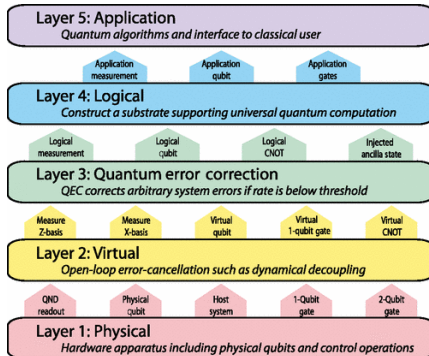 Layer 5: Application
Quantum algorithms and interface to classical user
Application measurement
Application qubit
Application gates
Layer 4: Logical
Construct a substrate supporting universal quantum computation
Logical measurement
Logical qubit
Logical CNOT
Injected ancilla state
Layer 3: Quantum error correction
QEC corrects arbitrary system errors if rate is below threshold
Measure Z-basis
Measure X-basis
Virtual qubit
Virtual 1-qubit gate
Virtual CNOT
Layer 2: Virtual
Open-loop error-cancellation such as dynamical decoupling
QND readout
Physical qubit
Host system
1-Qubit gate
2-Qubit gate
Layer 1: Physical
Hardware apparatus including physical qubits and control operations